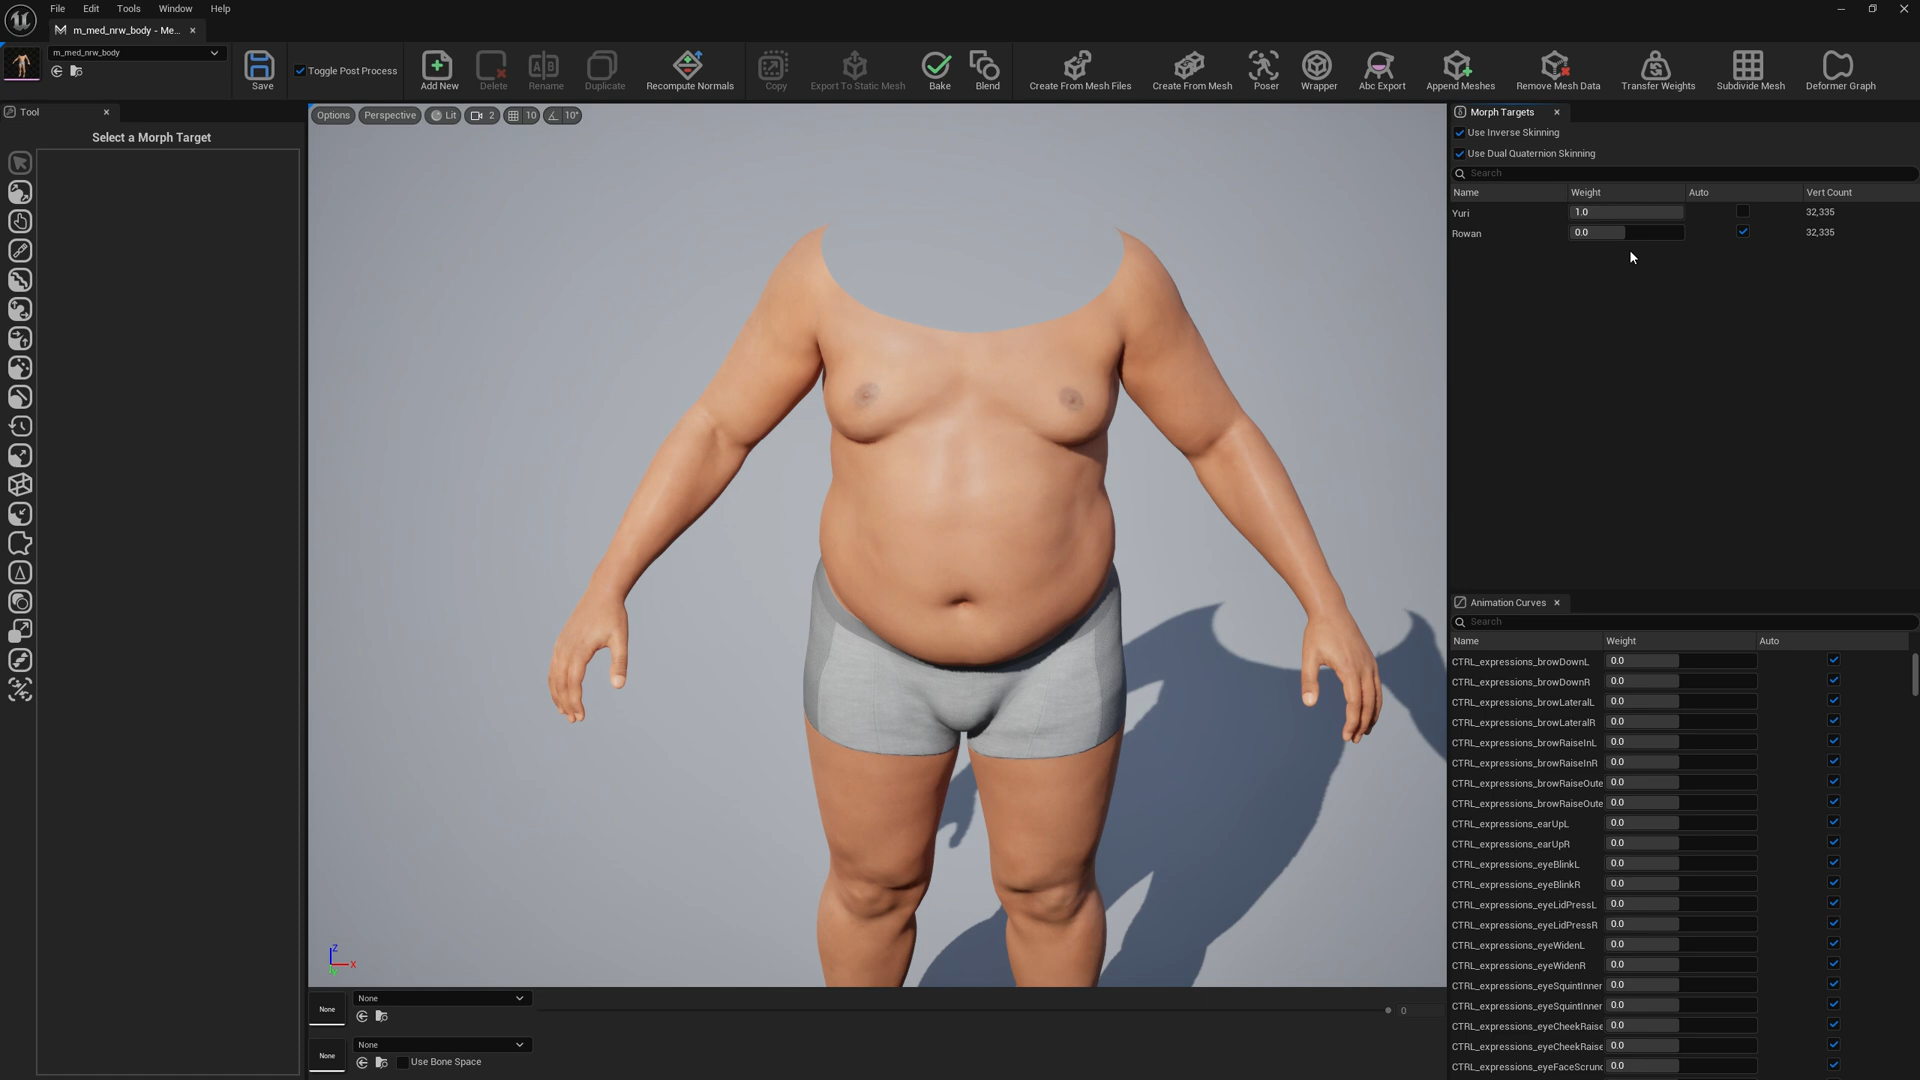 File Edit Tools Window Help
m_med_nrw_body - Me...
m_med_nrw_body
Save
Toggle Post Process
Add New
Delete
Rename
Duplicate
Recompute Normals
Copy
Export To Static Mesh
Bake
Blend
Create From Mesh Files
Create From Mesh
Poser
Wrapper
Abc Export
Append Meshes
Remove Mesh Data
Transfer Weights
Subdivide Mesh
Deformer Graph
Tool
Select a Morph Target
Options Perspective Lit 2 10 10°
Z
X
None
None
0
None
None
Use Bone Space
Morph Targets
Use Inverse Skinning
Use Dual Quaternion Skinning
Search
Name Weight Auto Vert Count
Yuri 1.0 32,335
Rowan 0.0 32,335
Animation Curves
Search
Name Weight Auto
CTRL_expressions_browDownL 0.0
CTRL_expressions_browDownR 0.0
CTRL_expressions_browLateralL 0.0
CTRL_expressions_browLateralR 0.0
CTRL_expressions_browRaiseInL 0.0
CTRL_expressions_browRaiseInR 0.0
CTRL_expressions_browRaiseOute 0.0
CTRL_expressions_browRaiseOute 0.0
CTRL_expressions_earUpL 0.0
CTRL_expressions_earUpR 0.0
CTRL_expressions_eyeBlinkL 0.0
CTRL_expressions_eyeBlinkR 0.0
CTRL_expressions_eyeLidPressL 0.0
CTRL_expressions_eyeLidPressR 0.0
CTRL_expressions_eyeWidenL 0.0
CTRL_expressions_eyeWidenR 0.0
CTRL_expressions_eyeSquintInner 0.0
CTRL_expressions_eyeSquintInner 0.0
CTRL_expressions_eyeCheekRaise 0.0
CTRL_expressions_eyeCheekRaise 0.0
CTRL_expressions_eyeFaceScrunc 0.0